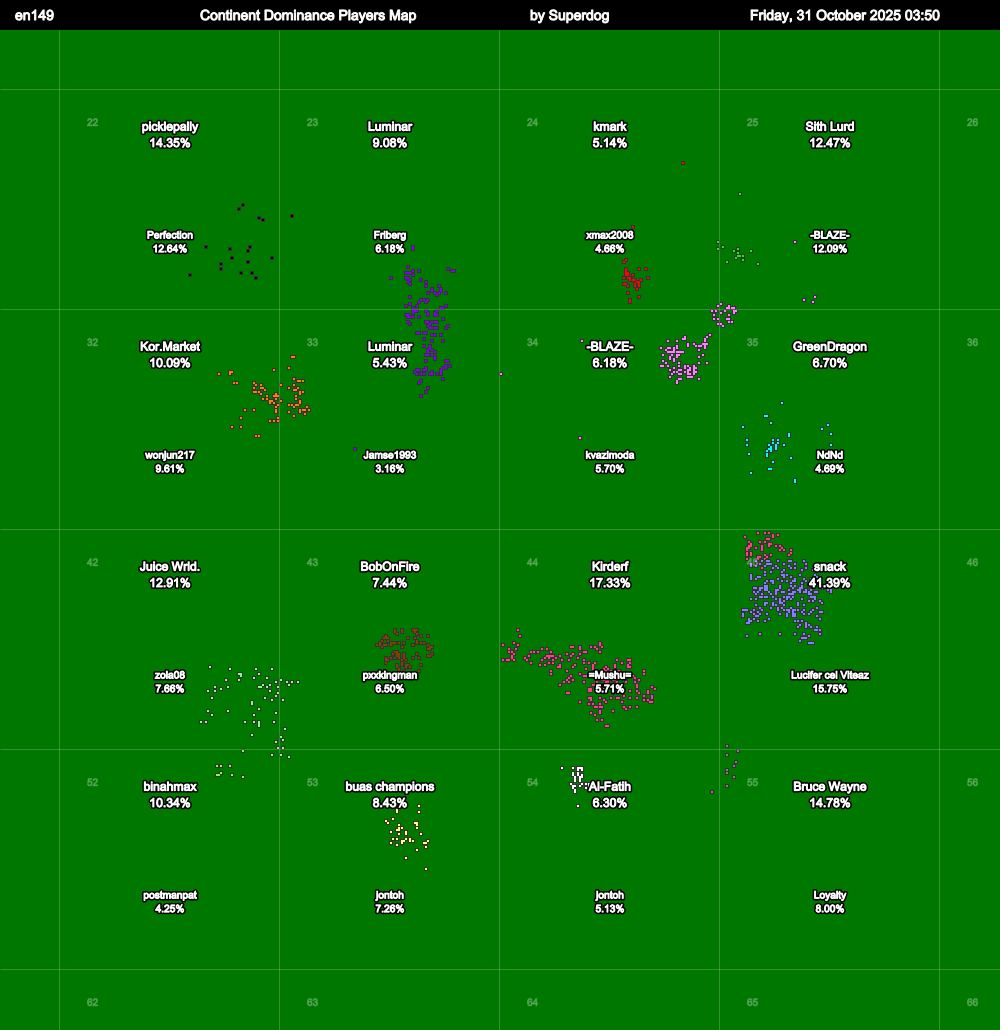 en149 Continent Dominance Players Map by Superdog Friday, 31 October 2025 03:50
22 23 24 25 26
picklepally Luminar kmark Sith Lurd
14.35% 9.08% 5.14% 12.47%
Perfection Friberg xmax2008 -BLAZE-
12.64% 6.18% 4.66% 12.09%
32 33 34 35 36
Kor.Market Luminar -BLAZE- GreenDragon
10.09% 5.43% 6.18% 6.70%
wonjun217 Jamse1993 kvazimoda NdNd
9.61% 3.16% 5.70% 4.69%
42 43 44 46
Juice Wrld. BobOnFire Kirderf snack
12.91% 7.44% 17.33% 41.39%
zola08 pxxkingman =Mushu= Lucifer cel Viteaz
7.66% 6.50% 5.71% 15.75%
52 53 54 55 56
binahmax buas champions Al-Fatih Bruce Wayne
10.34% 8.43% 6.30% 14.78%
postmanpat jontoh jontoh Loyalty
4.25% 7.26% 5.13% 8.00%
62 63 64 65 66